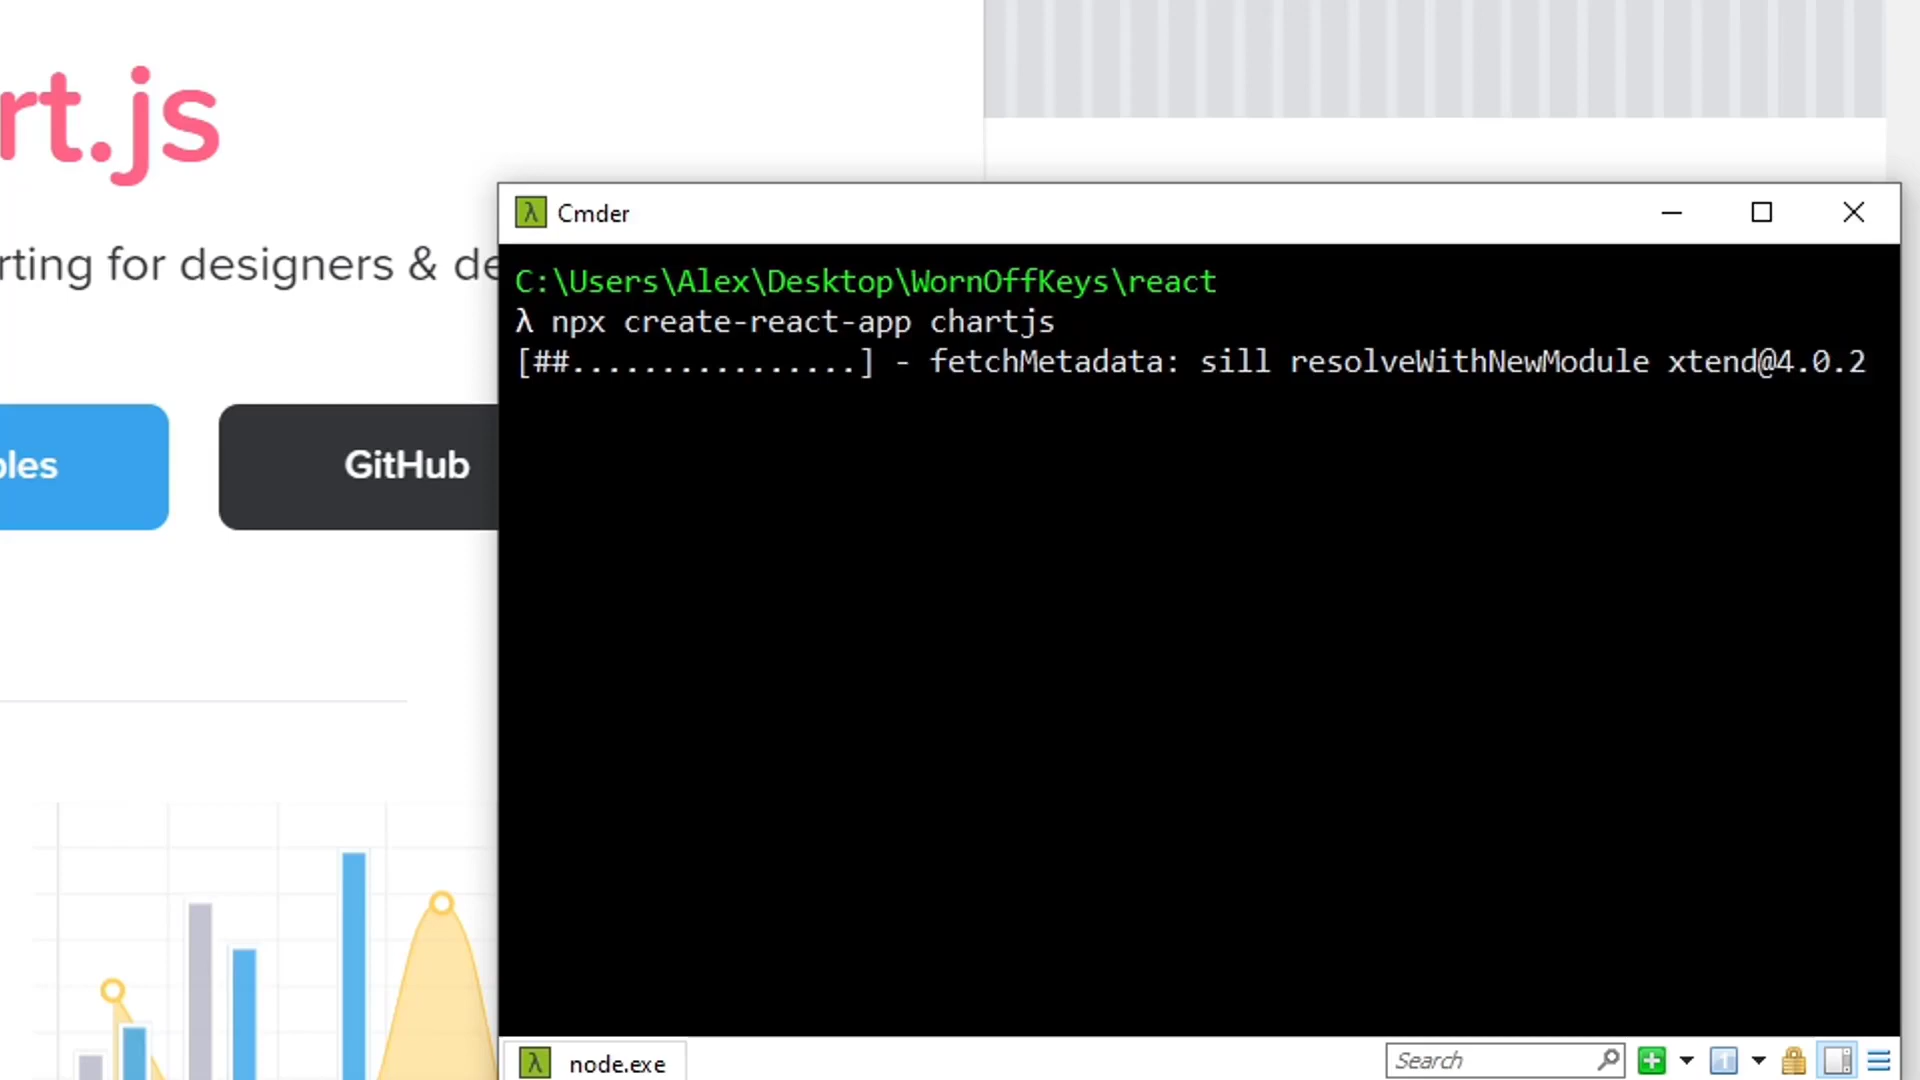 rt.js
rting for designers & de
ples
GitHub
Cmder
C:\Users\Alex\Desktop\WornOffKeys\react
λ npx create-react-app chartjs
[##................] - fetchMetadata: sill resolveWithNewModule xtend@4.0.2
node.exe
Search